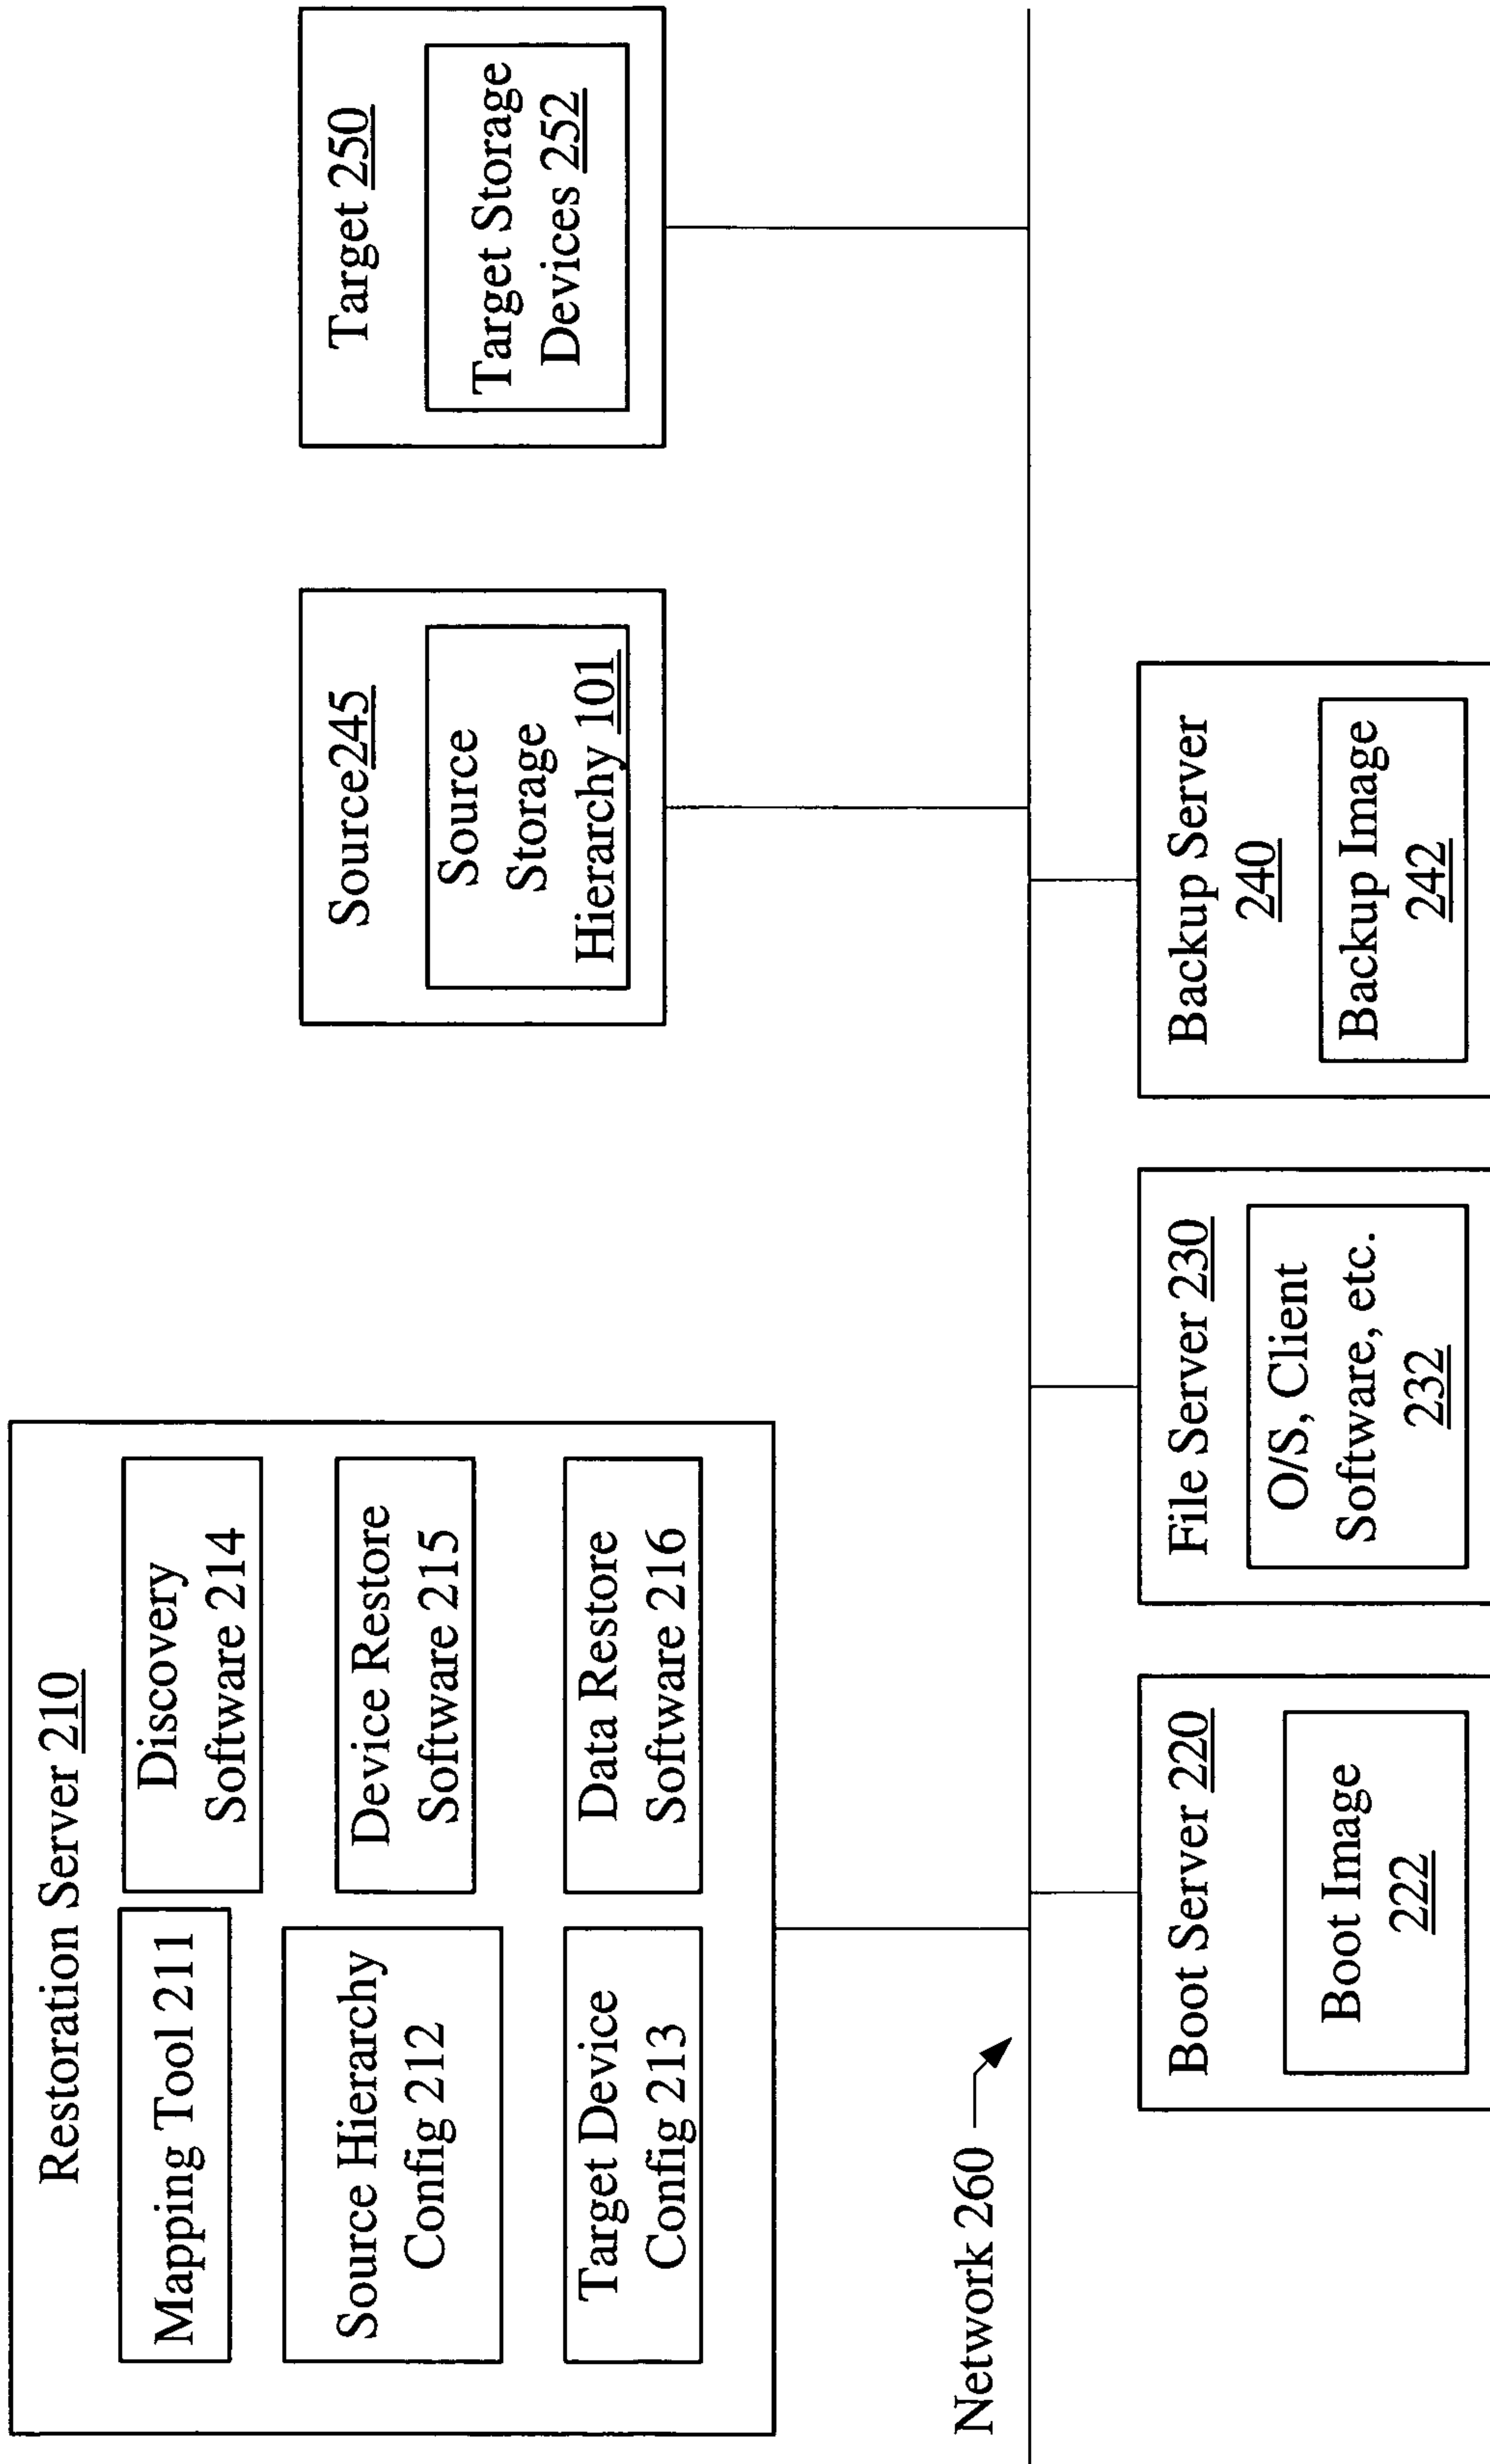 Restoration Server 210
Mapping Tool 211
Discovery
Software 214
Source Hierarchy
Config 212
Device Restore
Software 215
Target Device
Config 213
Data Restore
Software 216
Source245
Source
Storage
Hierarchy 101
Target 250
Target Storage
Devices 252
Network 260
Boot Server 220
Boot Image
222
File Server 230
O/S, Client
Software, etc.
232
Backup Server
240
Backup Image
242